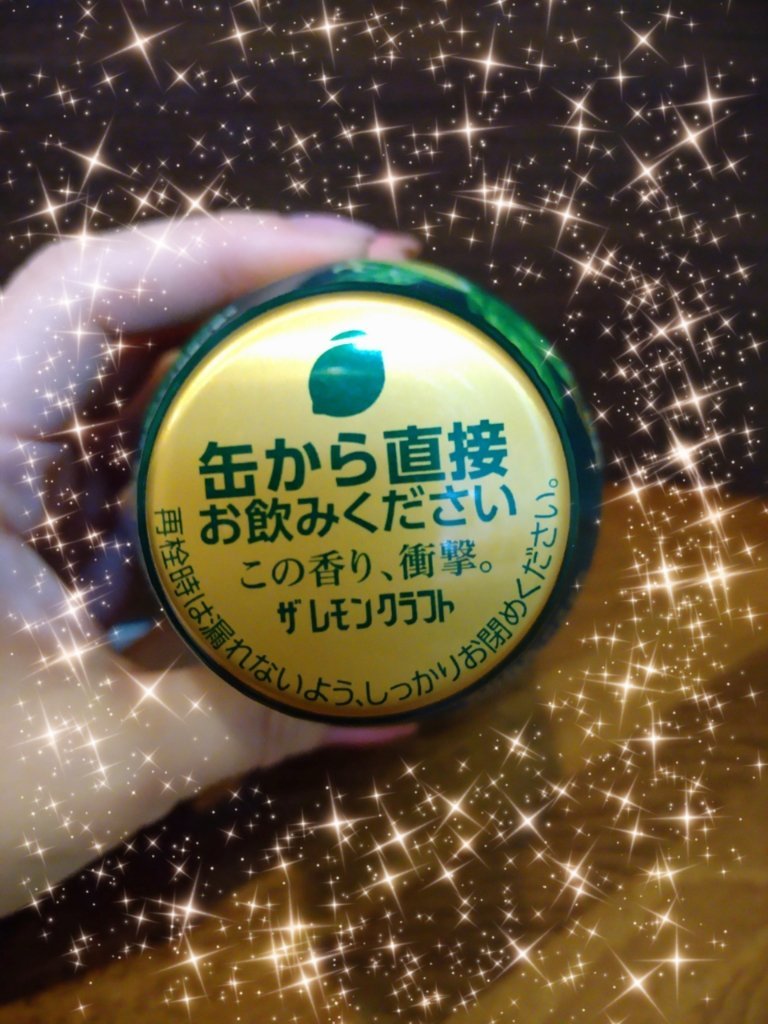 缶から直接
お飲みください
この香り、衝撃。
ザ レモンクラフト
再栓時は漏れないよう、しっかりお閉めください。